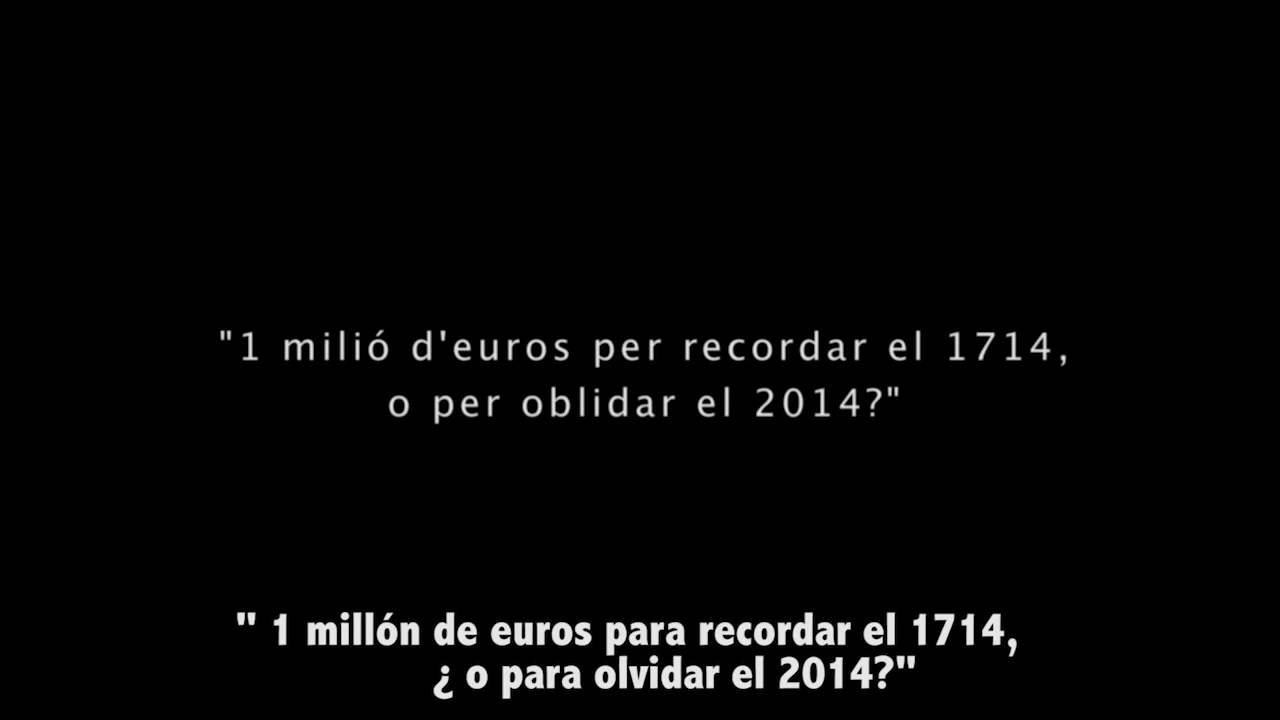 "1 milió d'euros per recordar el 1714,
o per oblidar el 2014?"
" 1 millón de euros para recordar el 1714,
¿ o para olvidar el 2014?"